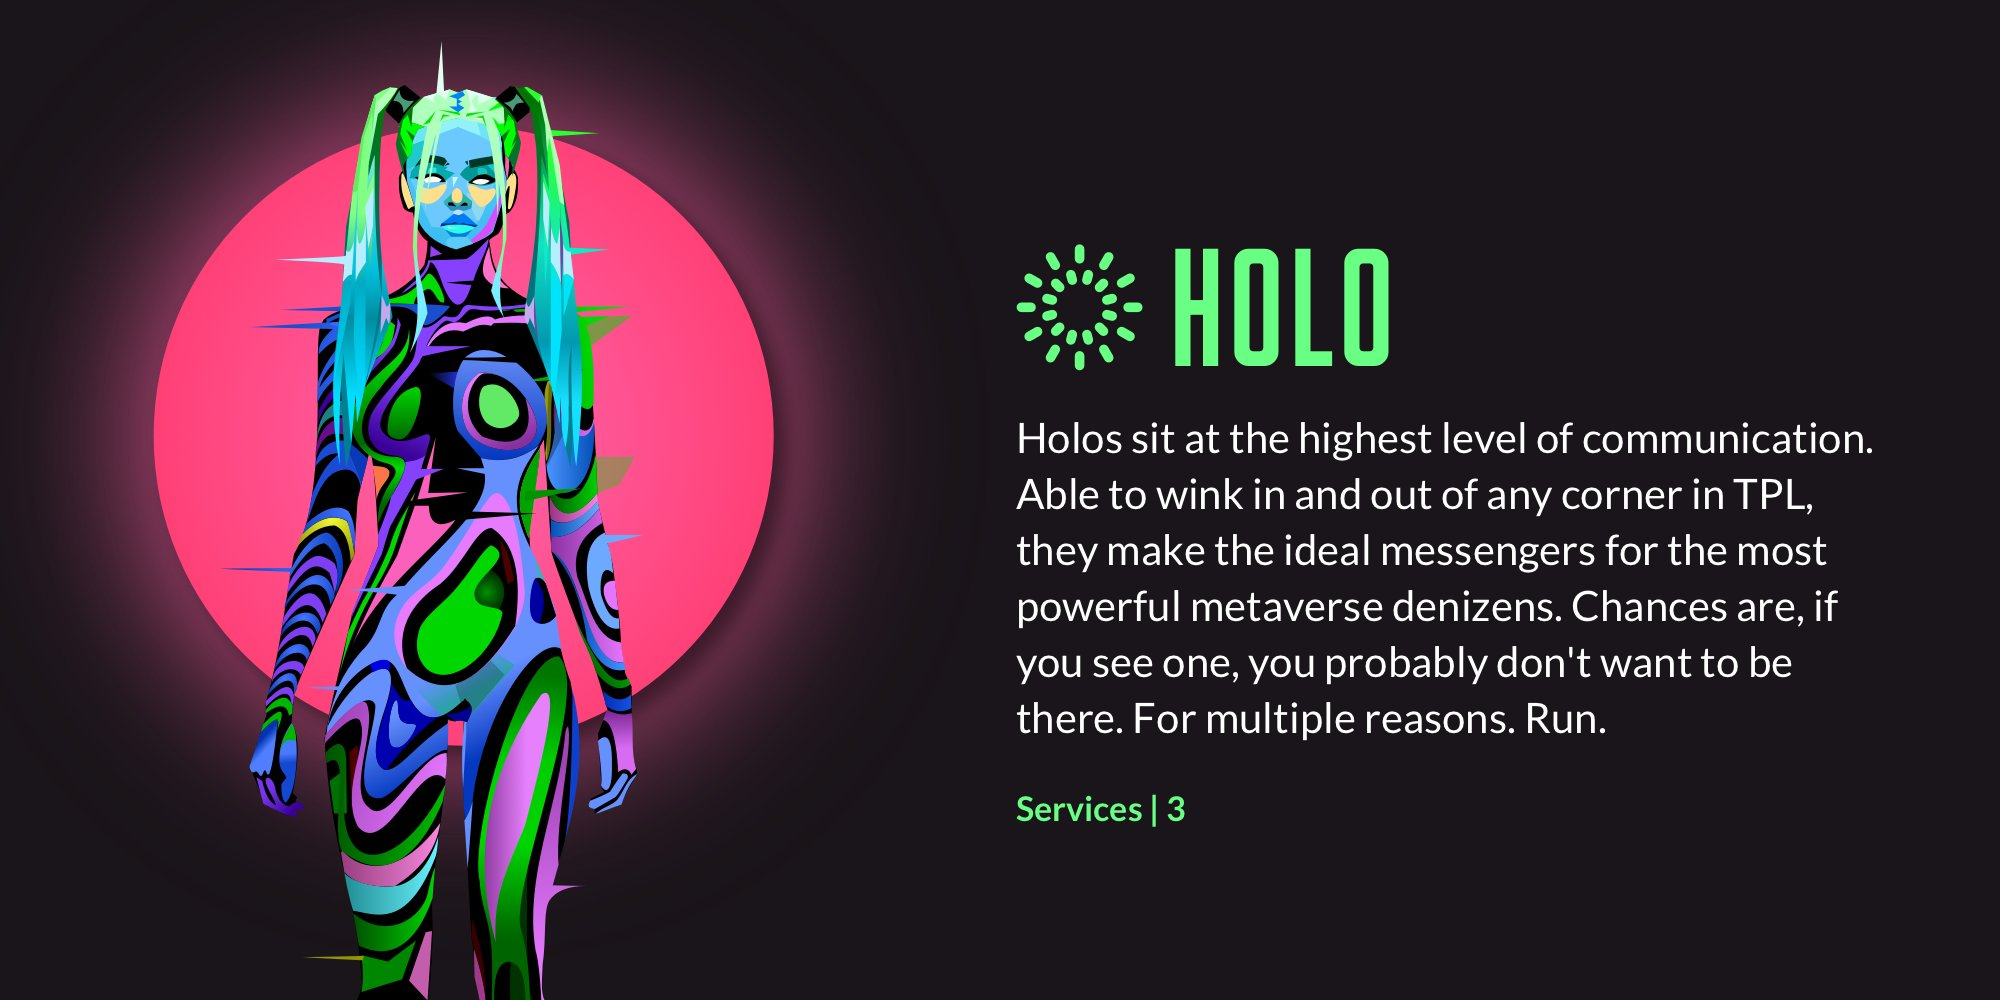 HOLO
Holos sit at the highest level of communication.
Able to wink in and out of any corner in TPL,
they make the ideal messengers for the most
powerful metaverse denizens. Chances are, if
you see one, you probably don't want to be
there. For multiple reasons. Run.
Services | 3